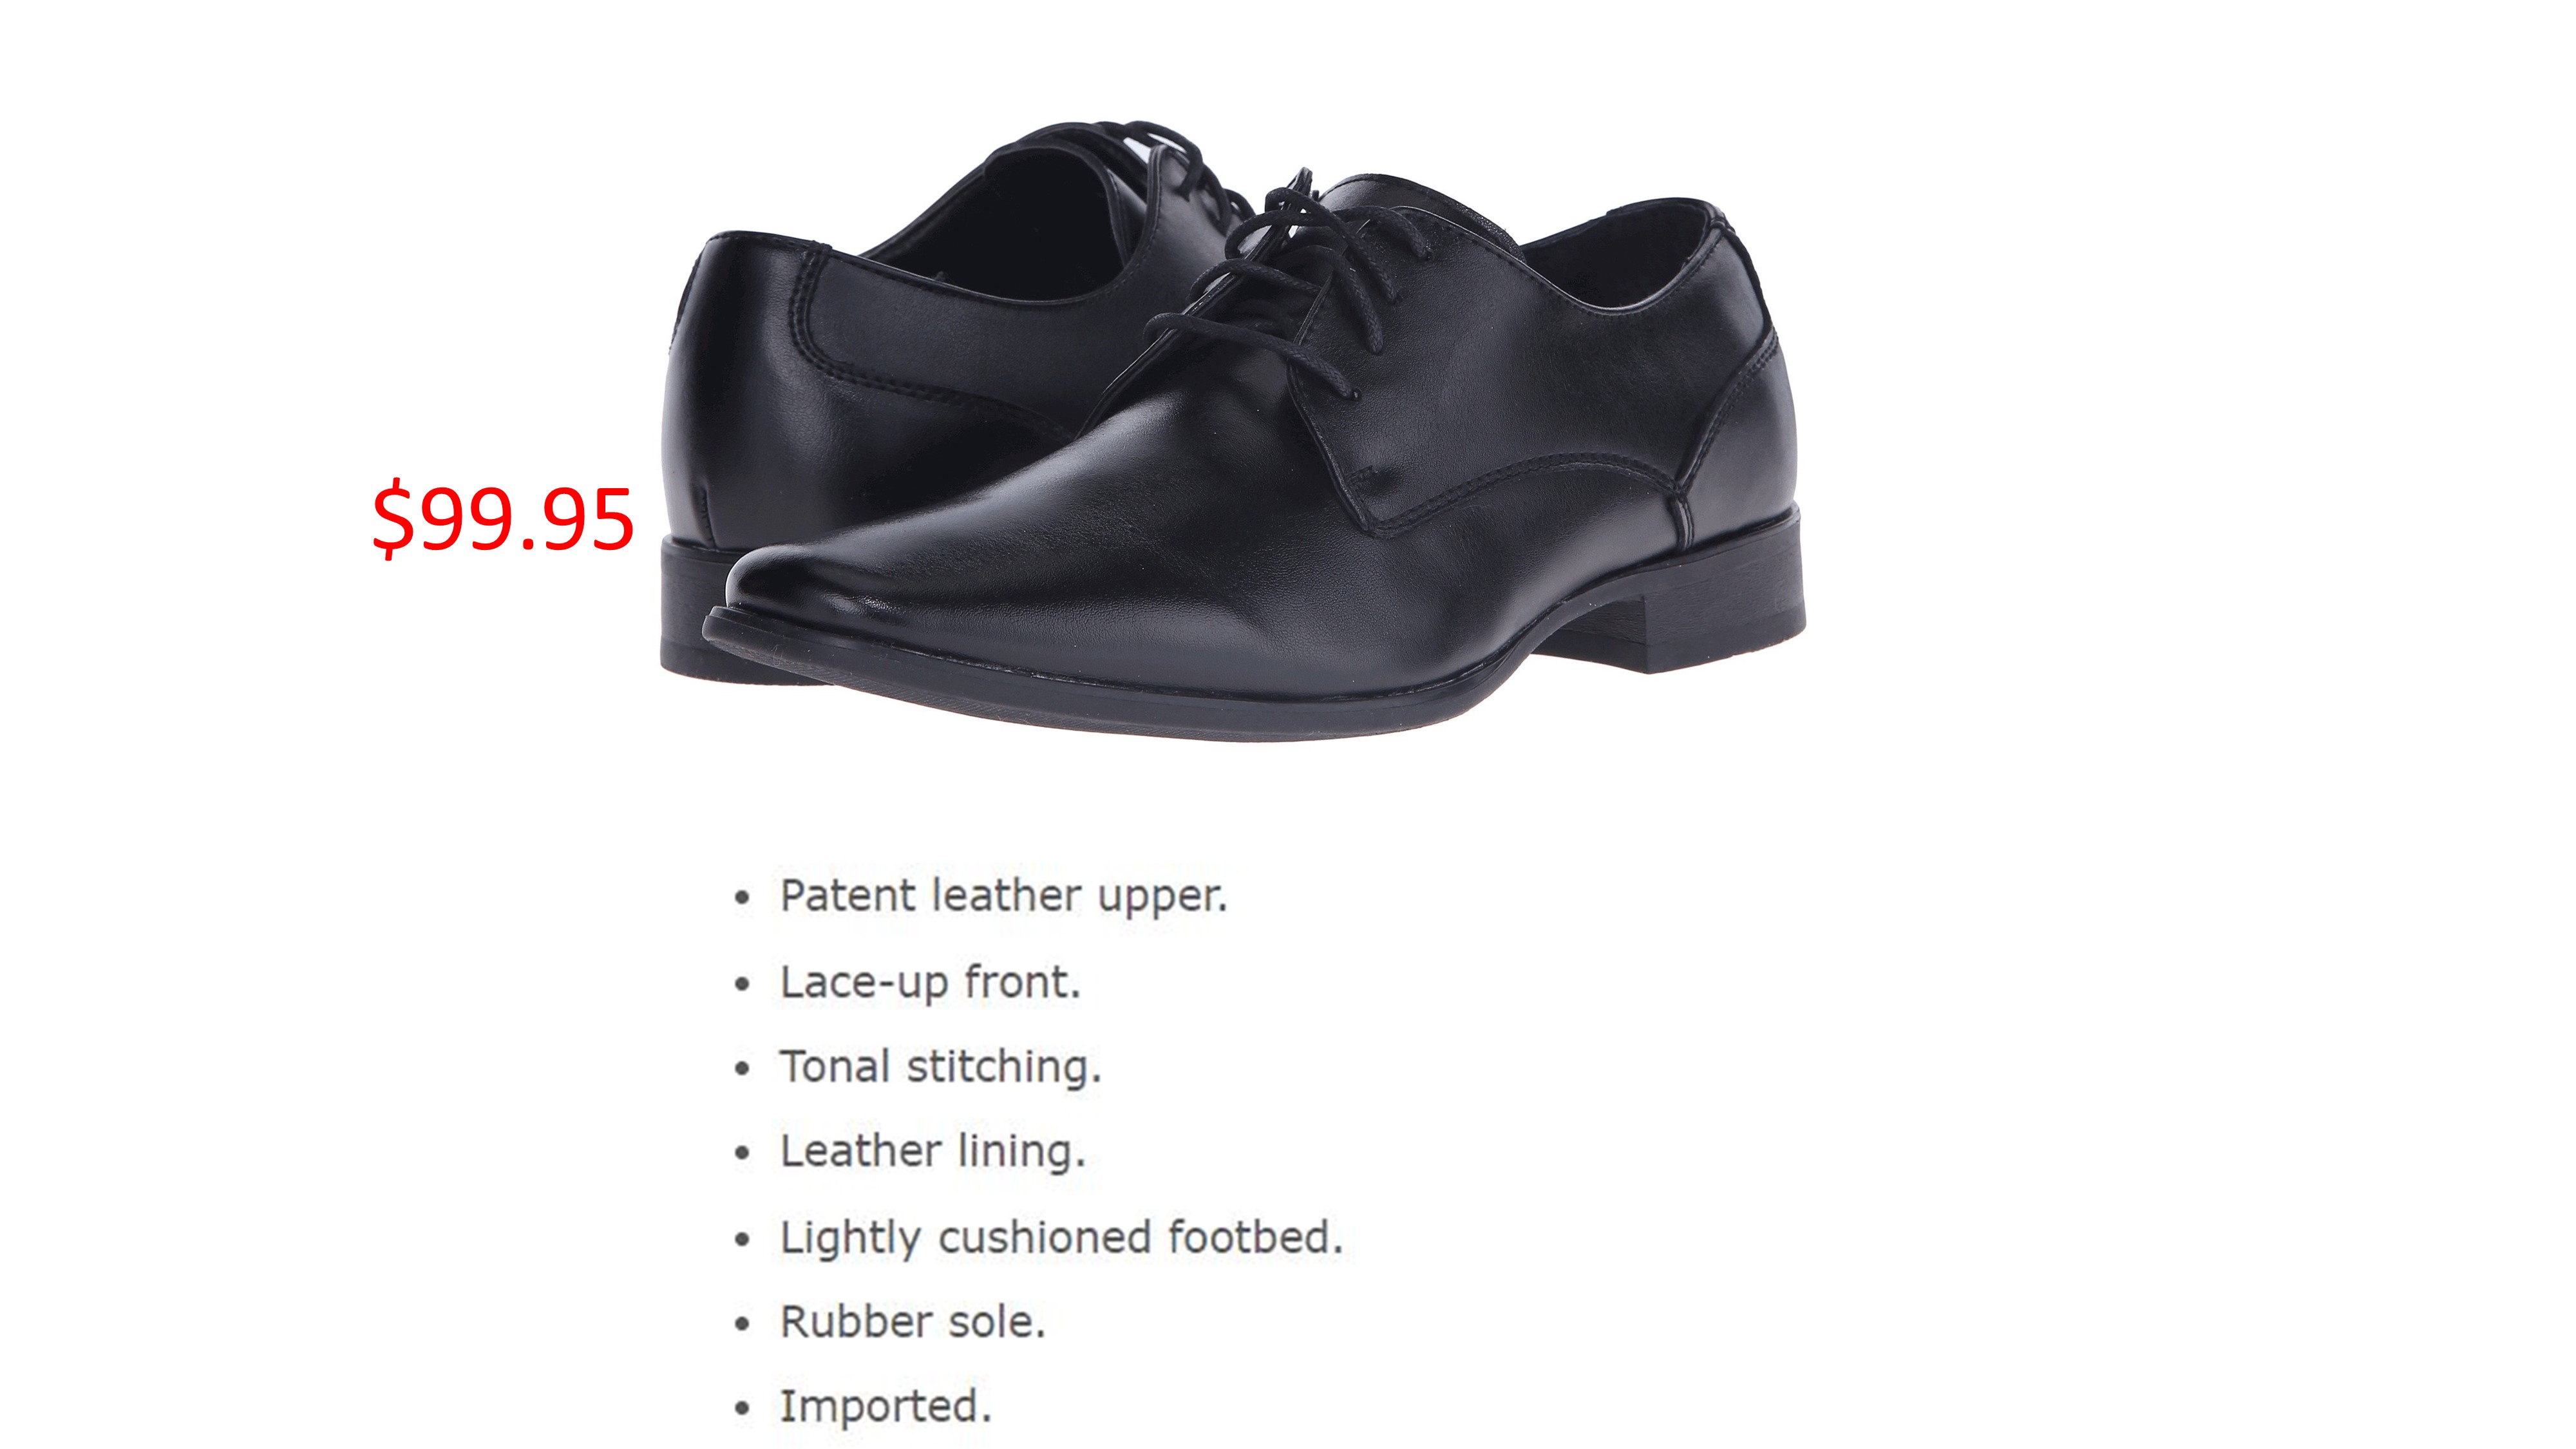 $99.95
• Patent leather upper.
• Lace-up front.
• Tonal stitching.
• Leather lining.
• Lightly cushioned footbed.
• Rubber sole.
• Imported.